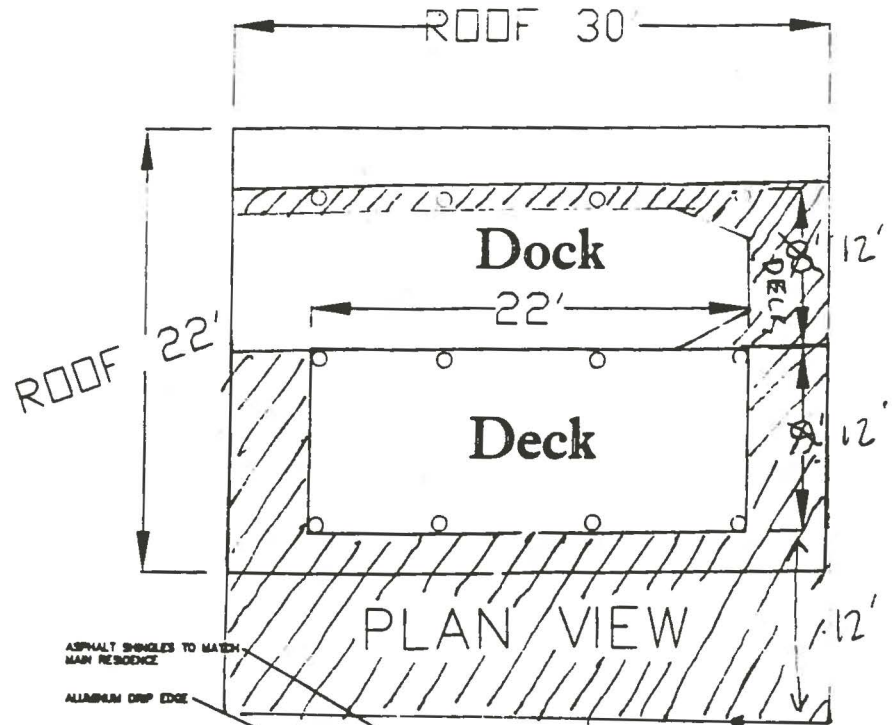 ROOF 30'
Dock
DECK
12'
22'
ROOF 22'
Deck
12'
PLAN VIEW
12'
ASPHALT SHINGLES TO MATCH
MAIN RESIDENCE
ALUMINUM DRIP EDGE